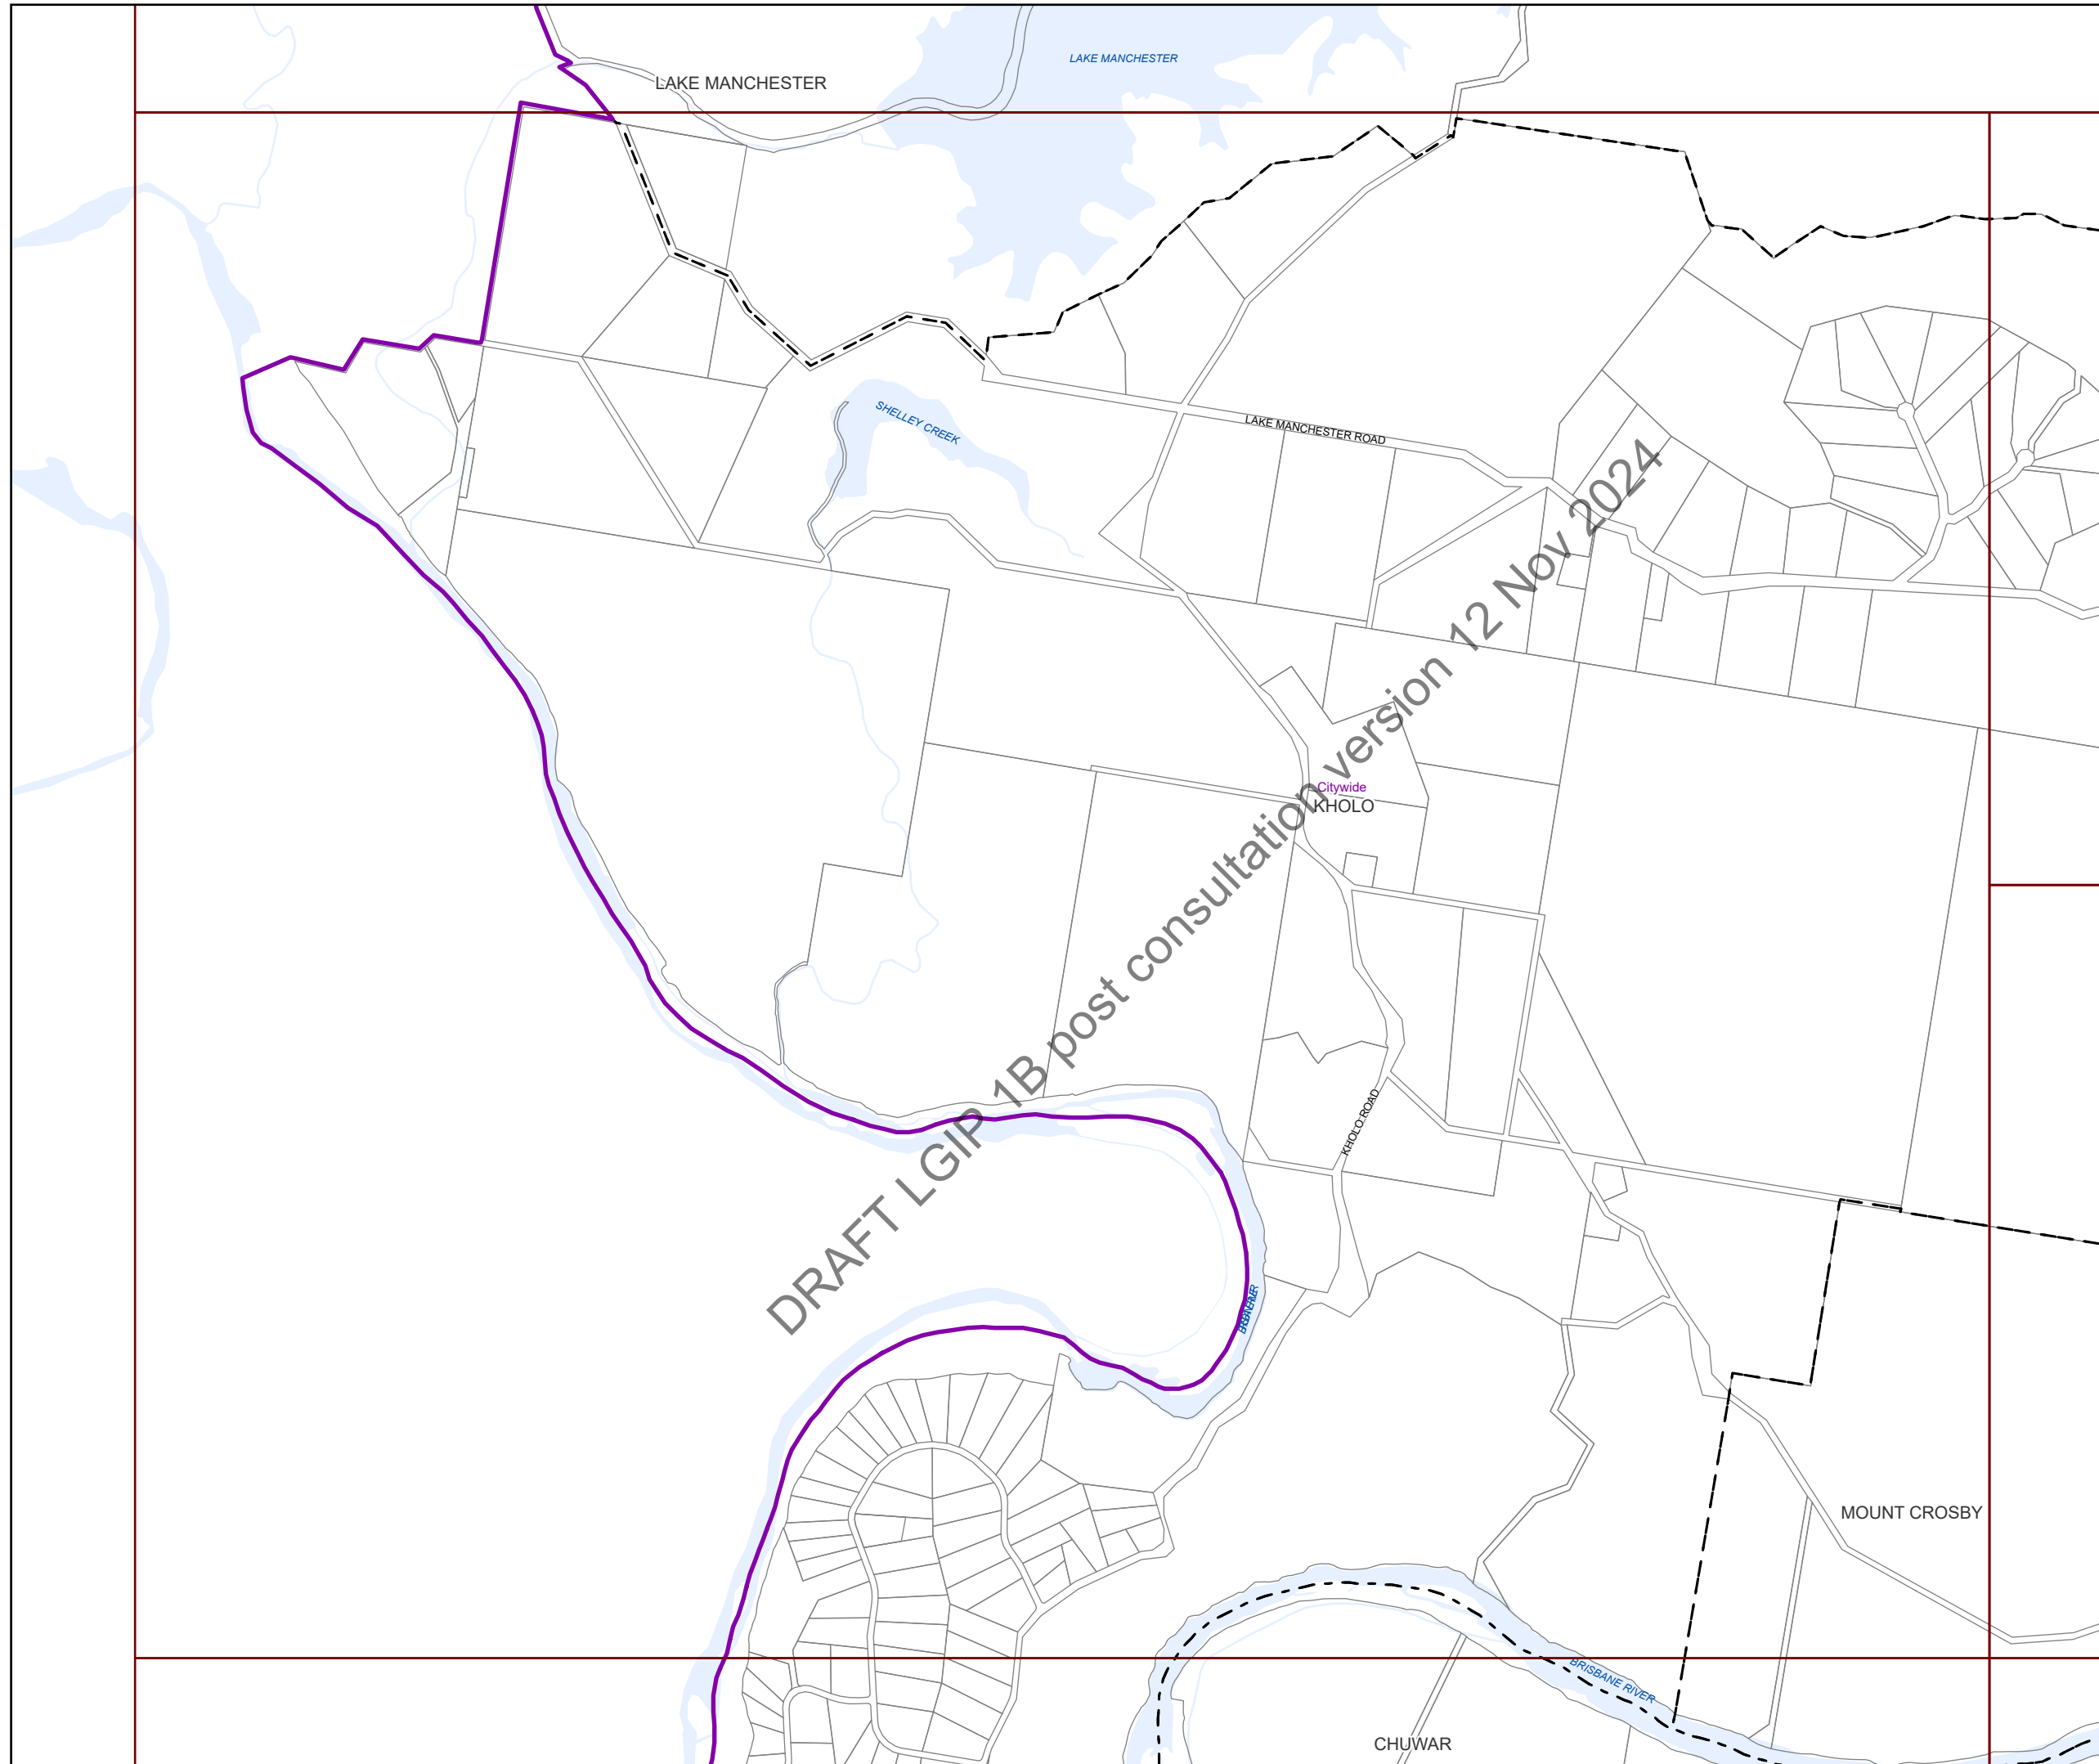 LAKE MANCHESTER
LAKE MANCHESTER
SHELLEY CREEK
LAKE MANCHESTER ROAD
Citywide
KHOLO
DRAFT LGIP 1B post consultation version 12 Nov 2024
KHOLO ROAD
MOUNT CROSBY
BRISBANE RIVER
CHUWAR